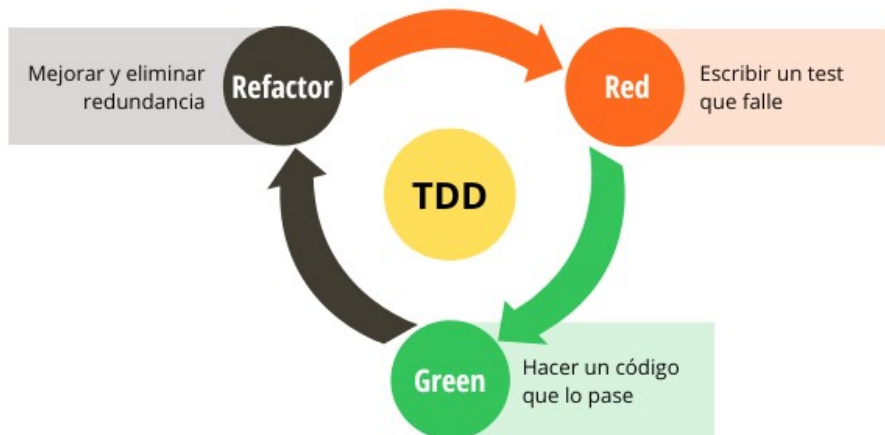 Mejorar y eliminar
redundancia
Refactor
Red
Escribir un test
que falle
TDD
Green
Hacer un código
que lo pase